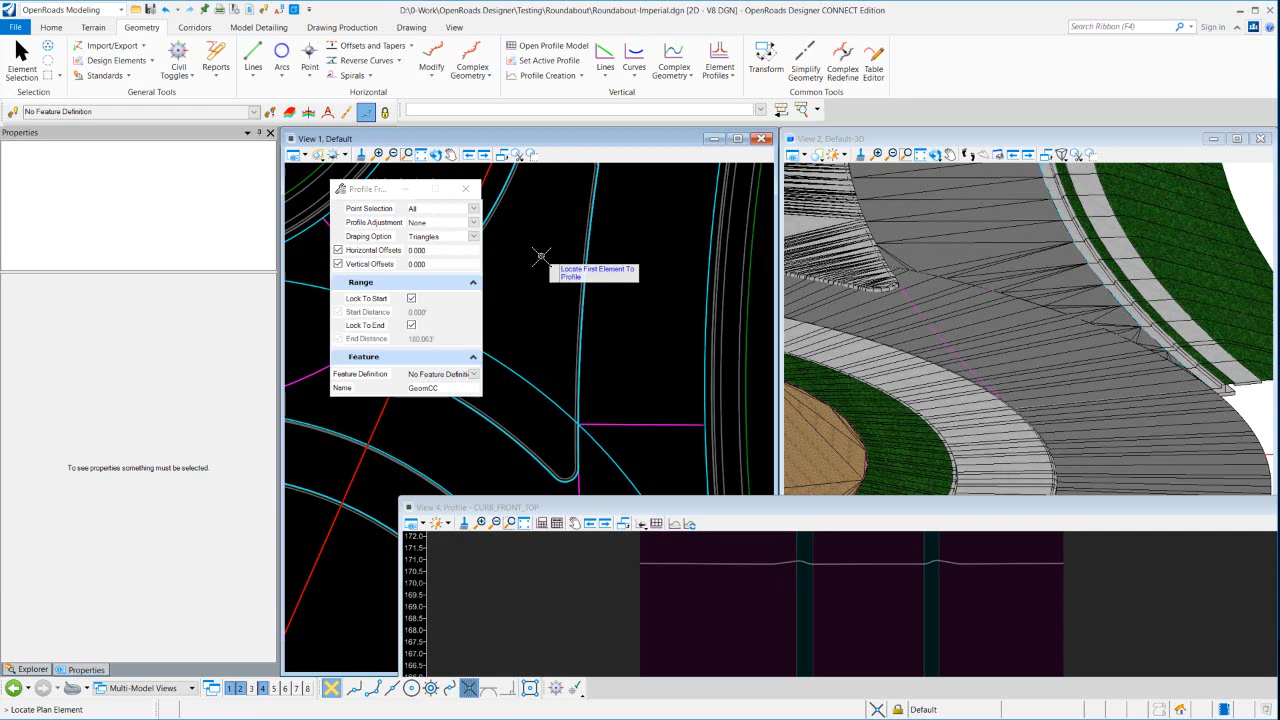 OpenRoads Modeling
D:\0-Work\OpenRoads Designer\Testing\Roundabout\Roundabout-Imperial.dgn [2D - V8 DGN] - OpenRoads Designer CONNECT Edition
File
Home
Terrain
Geometry
Corridors
Model Detailing
Drawing Production
Drawing
View
Search Ribbon (F4)
Sign in
Element
Selection
Import/Export
Design Elements
Standards
Civil
Toggles
Reports
Lines
Arcs
Point
Offsets and Tapers
Reverse Curves
Spirals
Modify
Complex
Geometry
Open Profile Model
Set Active Profile
Profile Creation
Lines
Curves
Complex
Geometry
Element
Profiles
Transform
Simplify
Geometry
Complex
Redefine
Table
Editor
Selection
General Tools
Horizontal
Vertical
Common Tools
No Feature Definition
Properties
To see properties something must be selected.
Explorer
Properties
View 1, Default
Profile Fr...
Point Selection All
Profile Adjustment None
Draping Option Triangles
Horizontal Offsets 0.000
Vertical Offsets 0.000
Range
Lock To Start
Start Distance 0.000'
Lock To End
End Distance 180.063'
Feature
Feature Definition No Feature Definiti
Name GeomCC
Locate First Element To
Profile
View 2, Default-3D
View 4, Profile - CURB_FRONT_TOP
172.0
171.0
170.5
169.0
168.0
167.5
166.5
Multi-Model Views
1 2 3 4 5 6 7 8
> Locate Plan Element
Default